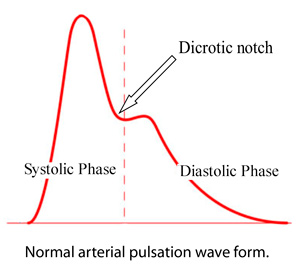 Dicrotic notch
Systolic Phase
Diastolic Phase
Normal arterial pulsation wave form.